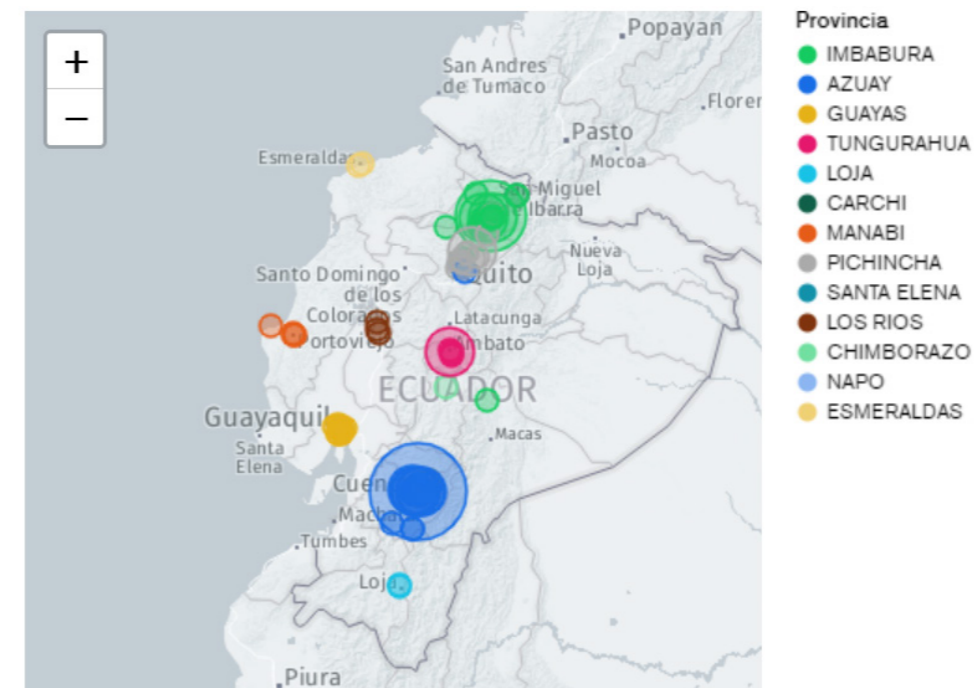 +
−
Popayan
San Andres
de Tumaco
Floren
Pasto
Mocoa
Esmeraldas
San Miguel
e Ibarra
Nueva
Loja
Quito
Santo Domingo
de los
Colorados
Latacunga
Portoviejo
Ambato
ECUADOR
Guayaquil
Santa
Elena
Macas
Cuen
Macha
Tumbes
Loja
Piura
Provincia
IMBABURA
AZUAY
GUAYAS
TUNGURAHUA
LOJA
CARCHI
MANABI
PICHINCHA
SANTA ELENA
LOS RIOS
CHIMBORAZO
NAPO
ESMERALDAS